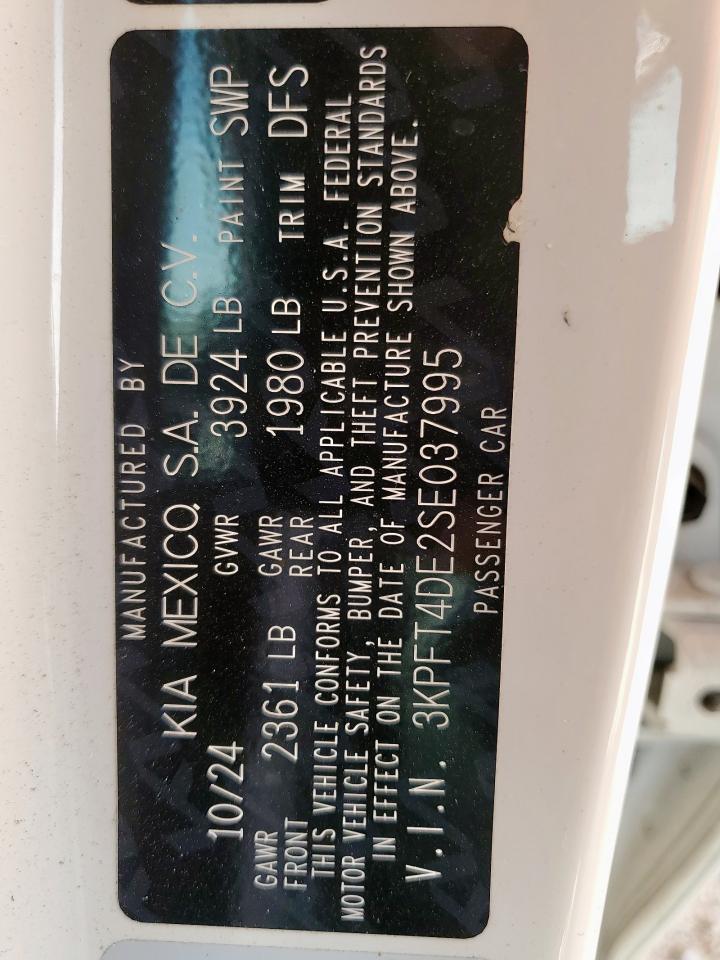 MANUFACTURED BY
KIA MEXICO, S.A. DE C.V.
10/24 GVWR 3924 LB PAINT SWP
GAWR FRONT 2361 LB GAWR REAR 1980 LB TRIM DFS
THIS VEHICLE CONFORMS TO ALL APPLICABLE U.S.A. FEDERAL
MOTOR VEHICLE SAFETY, BUMPER, AND THEFT PREVENTION STANDARDS
IN EFFECT ON THE DATE OF MANUFACTURE SHOWN ABOVE.
V.I.N. 3KPFT4DE2SE037995
PASSENGER CAR